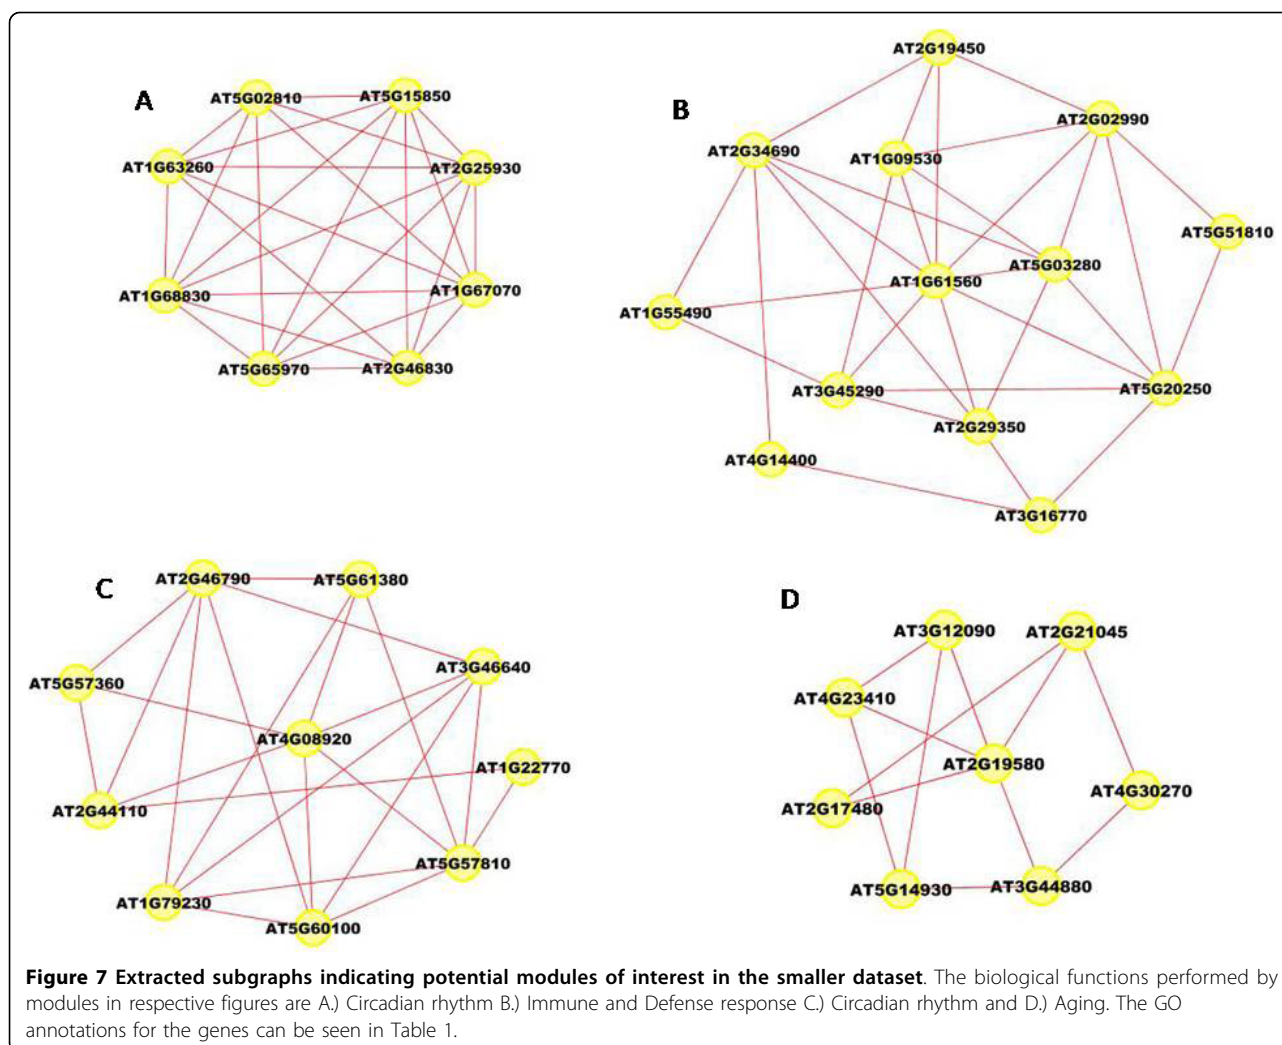 A
AT5G02810
AT5G15850
AT1G63260
AT2G25930
AT1G68830
AT1G67070
AT5G65970
AT2G46830
B
AT2G19450
AT2G02990
AT2G34690
AT1G09530
AT5G51810
AT5G03280
AT1G61560
AT1G55490
AT3G45290
AT5G20250
AT2G29350
AT4G14400
AT3G16770
C
AT2G46790
AT5G61380
AT3G46640
AT5G57360
AT4G08920
AT1G22770
AT2G44110
AT5G57810
AT1G79230
AT5G60100
D
AT3G12090
AT2G21045
AT4G23410
AT2G19580
AT4G30270
AT2G17480
AT5G14930
AT3G44880
Figure 7 Extracted subgraphs indicating potential modules of interest in the smaller dataset. The biological functions performed by
modules in respective figures are A.) Circadian rhythm B.) Immune and Defense response C.) Circadian rhythm and D.) Aging. The GO
annotations for the genes can be seen in Table 1.